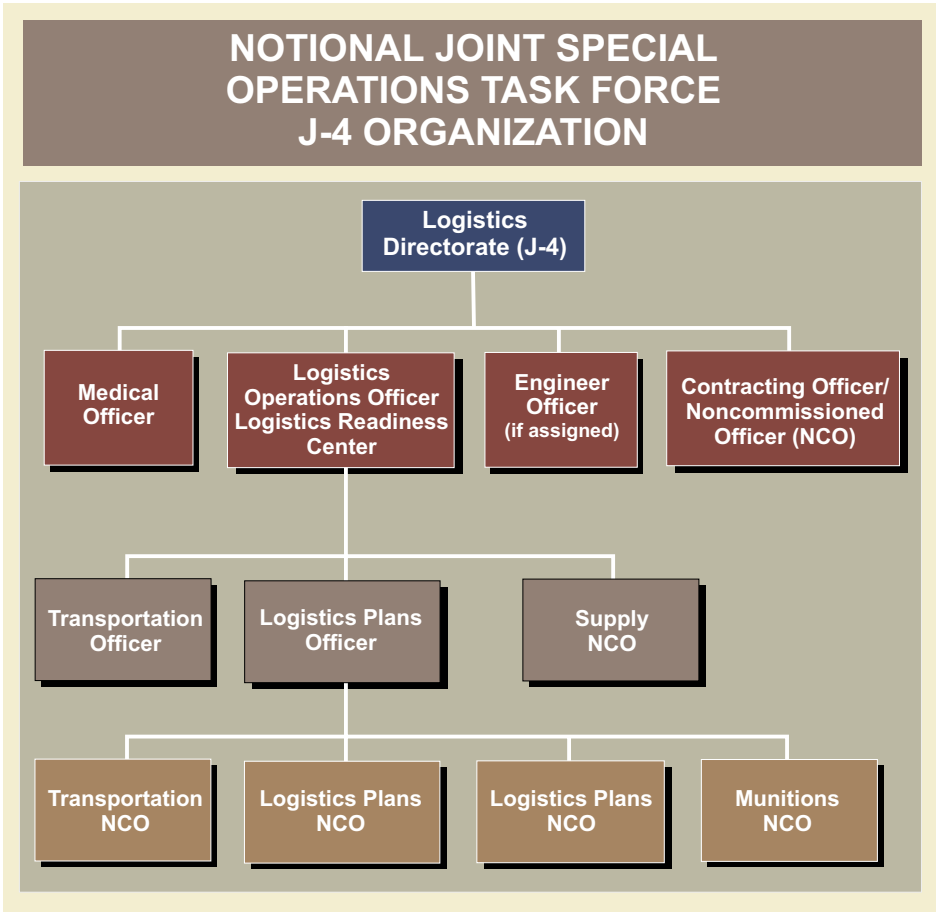 NOTIONAL JOINT SPECIAL
OPERATIONS TASK FORCE
J-4 ORGANIZATION
Logistics
Directorate (J-4)
Medical
Officer
Logistics
Operations Officer
Logistics Readiness
Center
Engineer
Officer
(if assigned)
Contracting Officer/
Noncommissioned
Officer (NCO)
Transportation
Officer
Logistics Plans
Officer
Supply
NCO
Transportation
NCO
Logistics Plans
NCO
Logistics Plans
NCO
Munitions
NCO